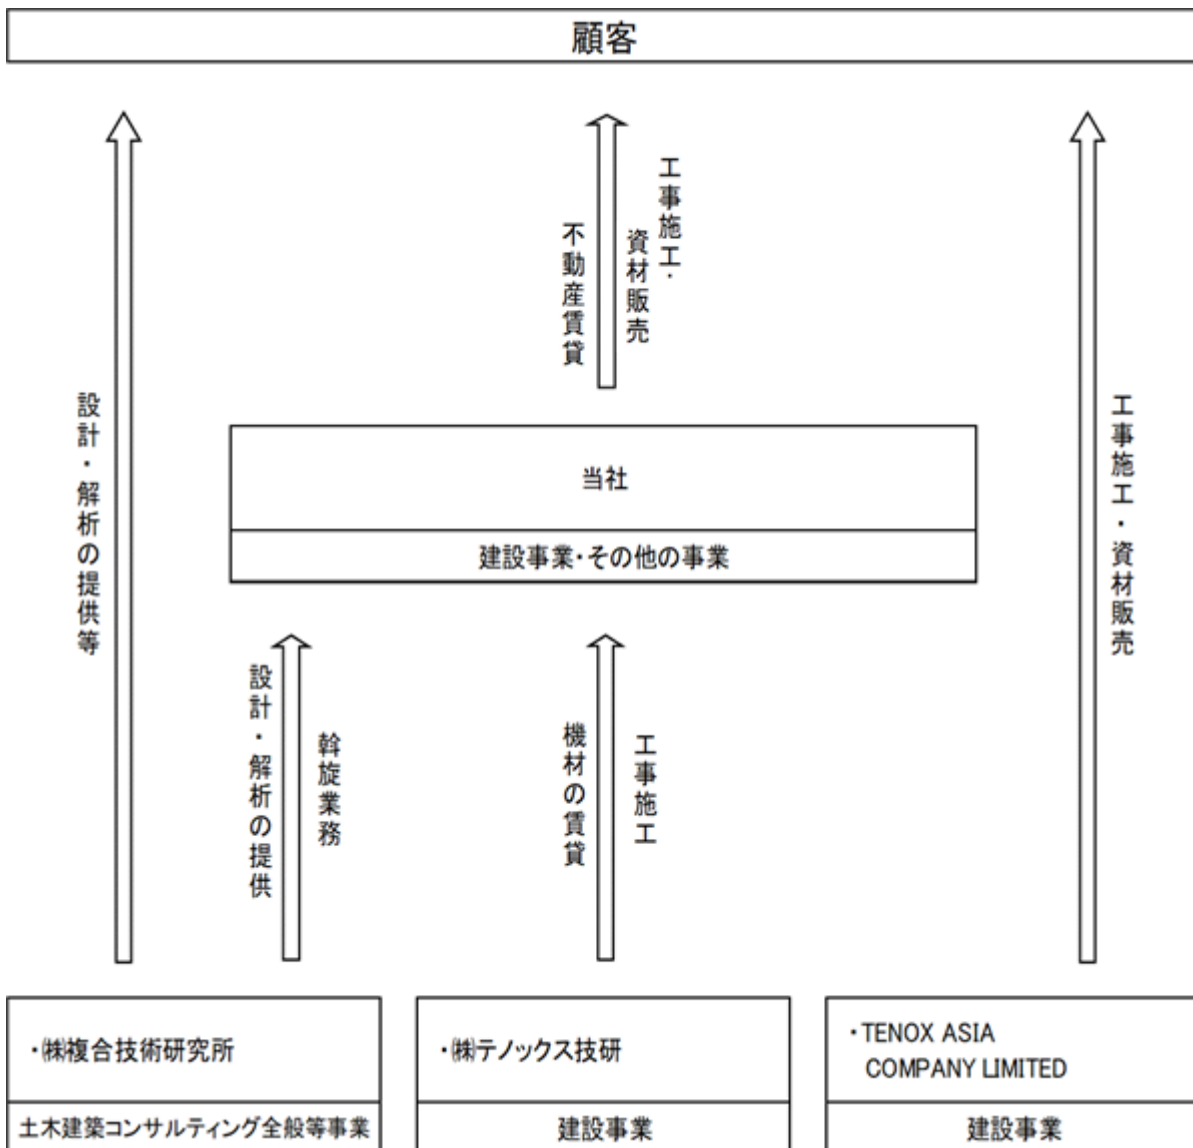 顧客
不動産賃貸
工事施工・
資材販売
設計・解析の提供等
当社
建設事業・その他の事業
工事施工・資材販売
設計・解析の提供
斡旋業務
機材の賃貸
工事施工
・㈱複合技術研究所
土木建築コンサルティング全般等事業
・㈱テノックス技研
建設事業
・TENOX ASIA
COMPANY LIMITED
建設事業